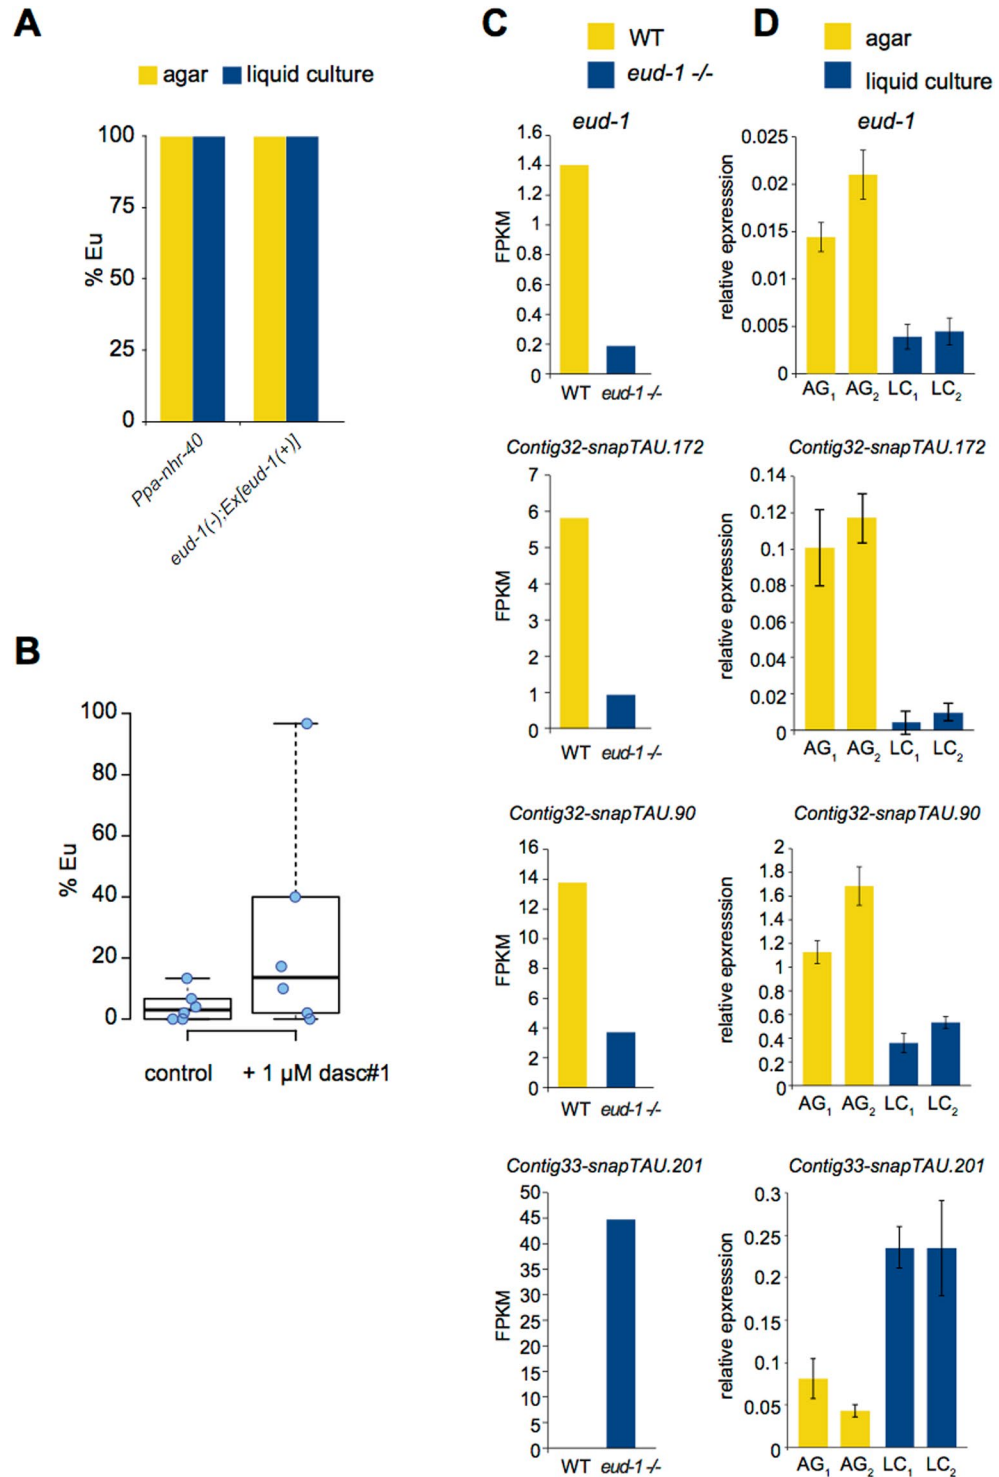 A
agar
liquid culture
100
75
50
25
0
% Eu
Ppa-nhr-40
eud-1(-);Ex[eud-1(+)]
B
100
80
60
40
20
0
% Eu
control
+ 1 µM dasc#1
C
WT
eud-1 -/-
eud-1
1.6
1.4
1.2
1
0.8
0.6
0.4
0.2
0
FPKM
WT eud-1 -/-
Contig32-snapTAU.172
7
6
5
4
3
2
1
0
FPKM
WT eud-1 -/-
Contig32-snapTAU.90
16
14
12
10
8
6
4
2
0
FPKM
WT eud-1 -/-
Contig33-snapTAU.201
50
45
40
35
30
25
20
15
10
5
0
FPKM
WT eud-1 -/-
D
agar
liquid culture
eud-1
0.025
0.02
0.015
0.01
0.005
0
relative epxresssion
AG1 AG2 LC1 LC2
Contig32-snapTAU.172
0.14
0.12
0.1
0.08
0.06
0.04
0.02
0
relative epxresssion
AG1 AG2 LC1 LC2
Contig32-snapTAU.90
2
1.8
1.6
1.4
1.2
1
0.8
0.6
0.4
0.2
0
relative epxresssion
AG1 AG2 LC1 LC2
Contig33-snapTAU.201
0.3
0.25
0.2
0.15
0.1
0.05
0
relative epxresssion
AG1 AG2 LC1 LC2